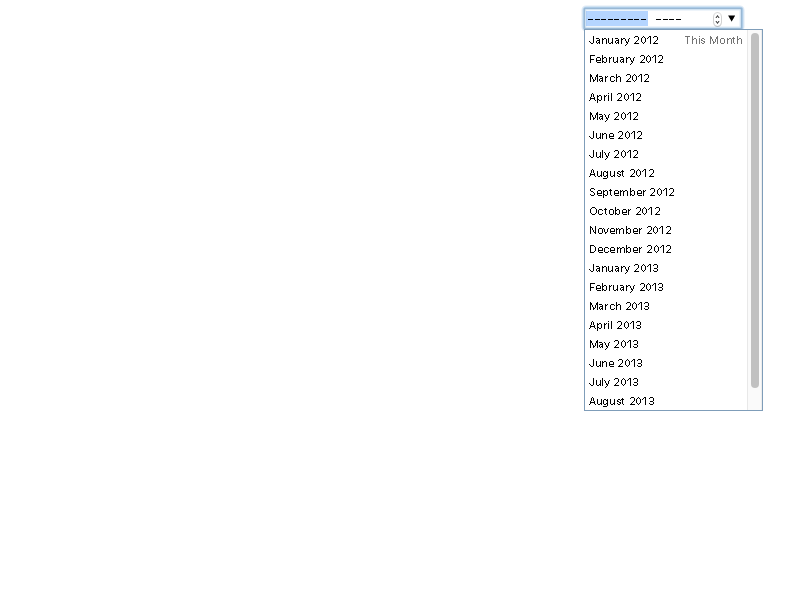 --------- ----
January 2012 This Month
February 2012
March 2012
April 2012
May 2012
June 2012
July 2012
August 2012
September 2012
October 2012
November 2012
December 2012
January 2013
February 2013
March 2013
April 2013
May 2013
June 2013
July 2013
August 2013